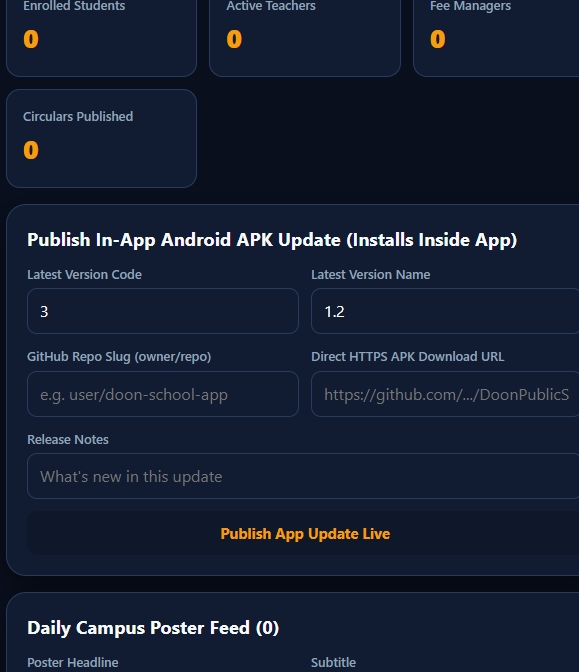 Enrolled Students
Active Teachers
Fee Managers
0
0
0
Circulars Published
0
Publish In-App Android APK Update (Installs Inside App)
Latest Version Code
Latest Version Name
3
1.2
GitHub Repo Slug (owner/repo)
Direct HTTPS APK Download URL
e.g. user/doon-school-app
https://github.com/.../DoonPublicS
Release Notes
What's new in this update
Publish App Update Live
Daily Campus Poster Feed (0)
Poster Headline
Subtitle